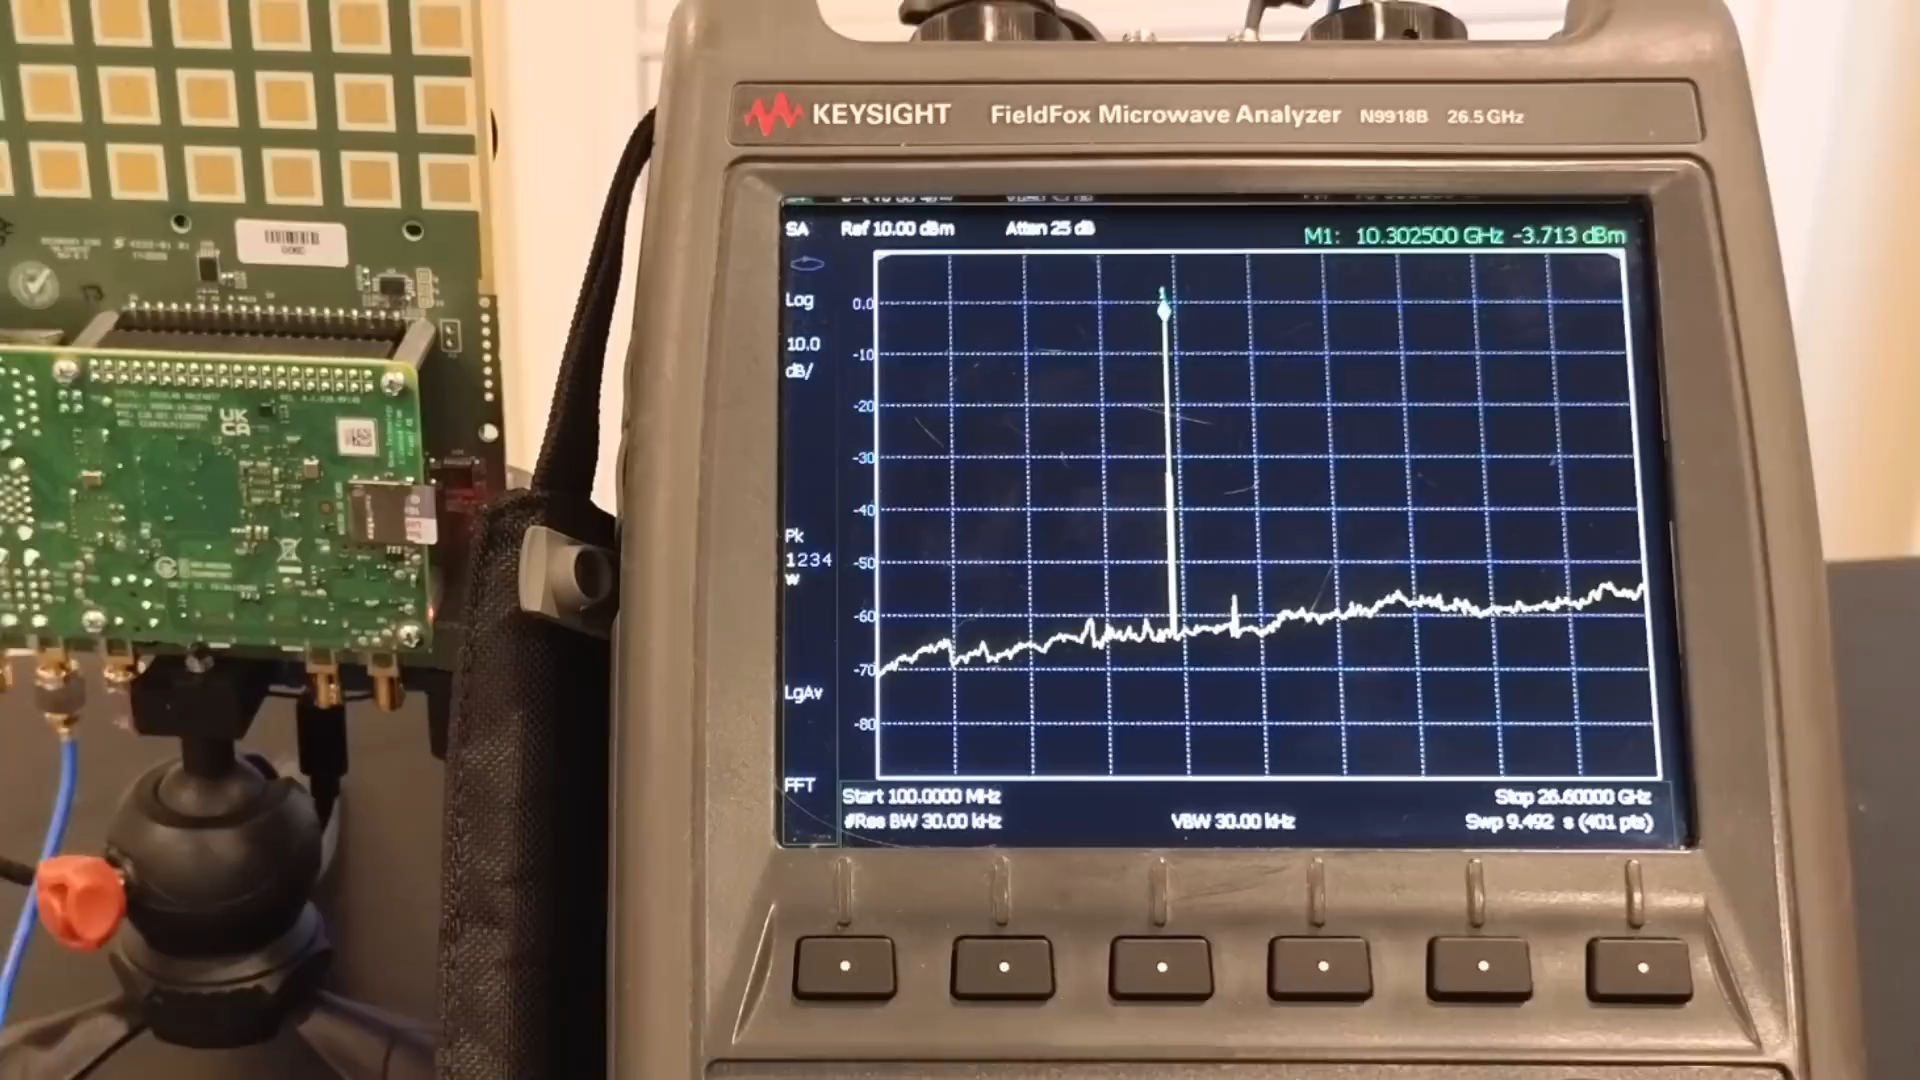 KEYSIGHT FieldFox Microwave Analyzer N9918B 26.5 GHz
SA Ref 10.00 dBm Atten 25 dB
M1: 10.302500 GHz -3.713 dBm
Log
10.0
dB/
Pk
1234
W
LgAv
FFT
1
0.0
-10
-20
-30
-40
-50
-60
-70
-80
Start 100.0000 MHz Stop 26.60000 GHz
#Res BW 30.00 kHz VBW 30.00 kHz Swp 9.492 s (401 pts)
UK
CA